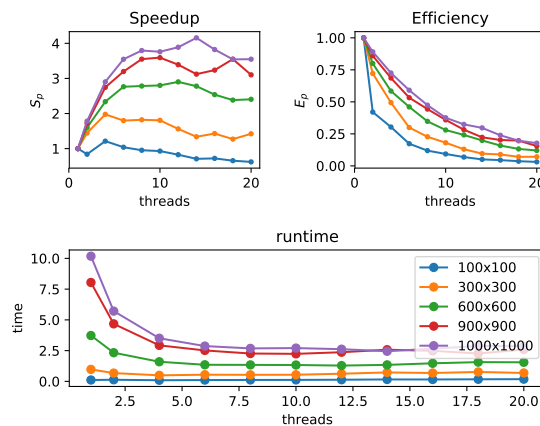 Speedup
Efficiency
4
3
2
1
S_p
0
10
20
threads
1.00
0.75
0.50
0.25
0.00
E_p
0
10
20
threads
runtime
10.0
7.5
5.0
2.5
0.0
time
100x100
300x300
600x600
900x900
1000x1000
2.5
5.0
7.5
10.0
12.5
15.0
17.5
20.0
threads